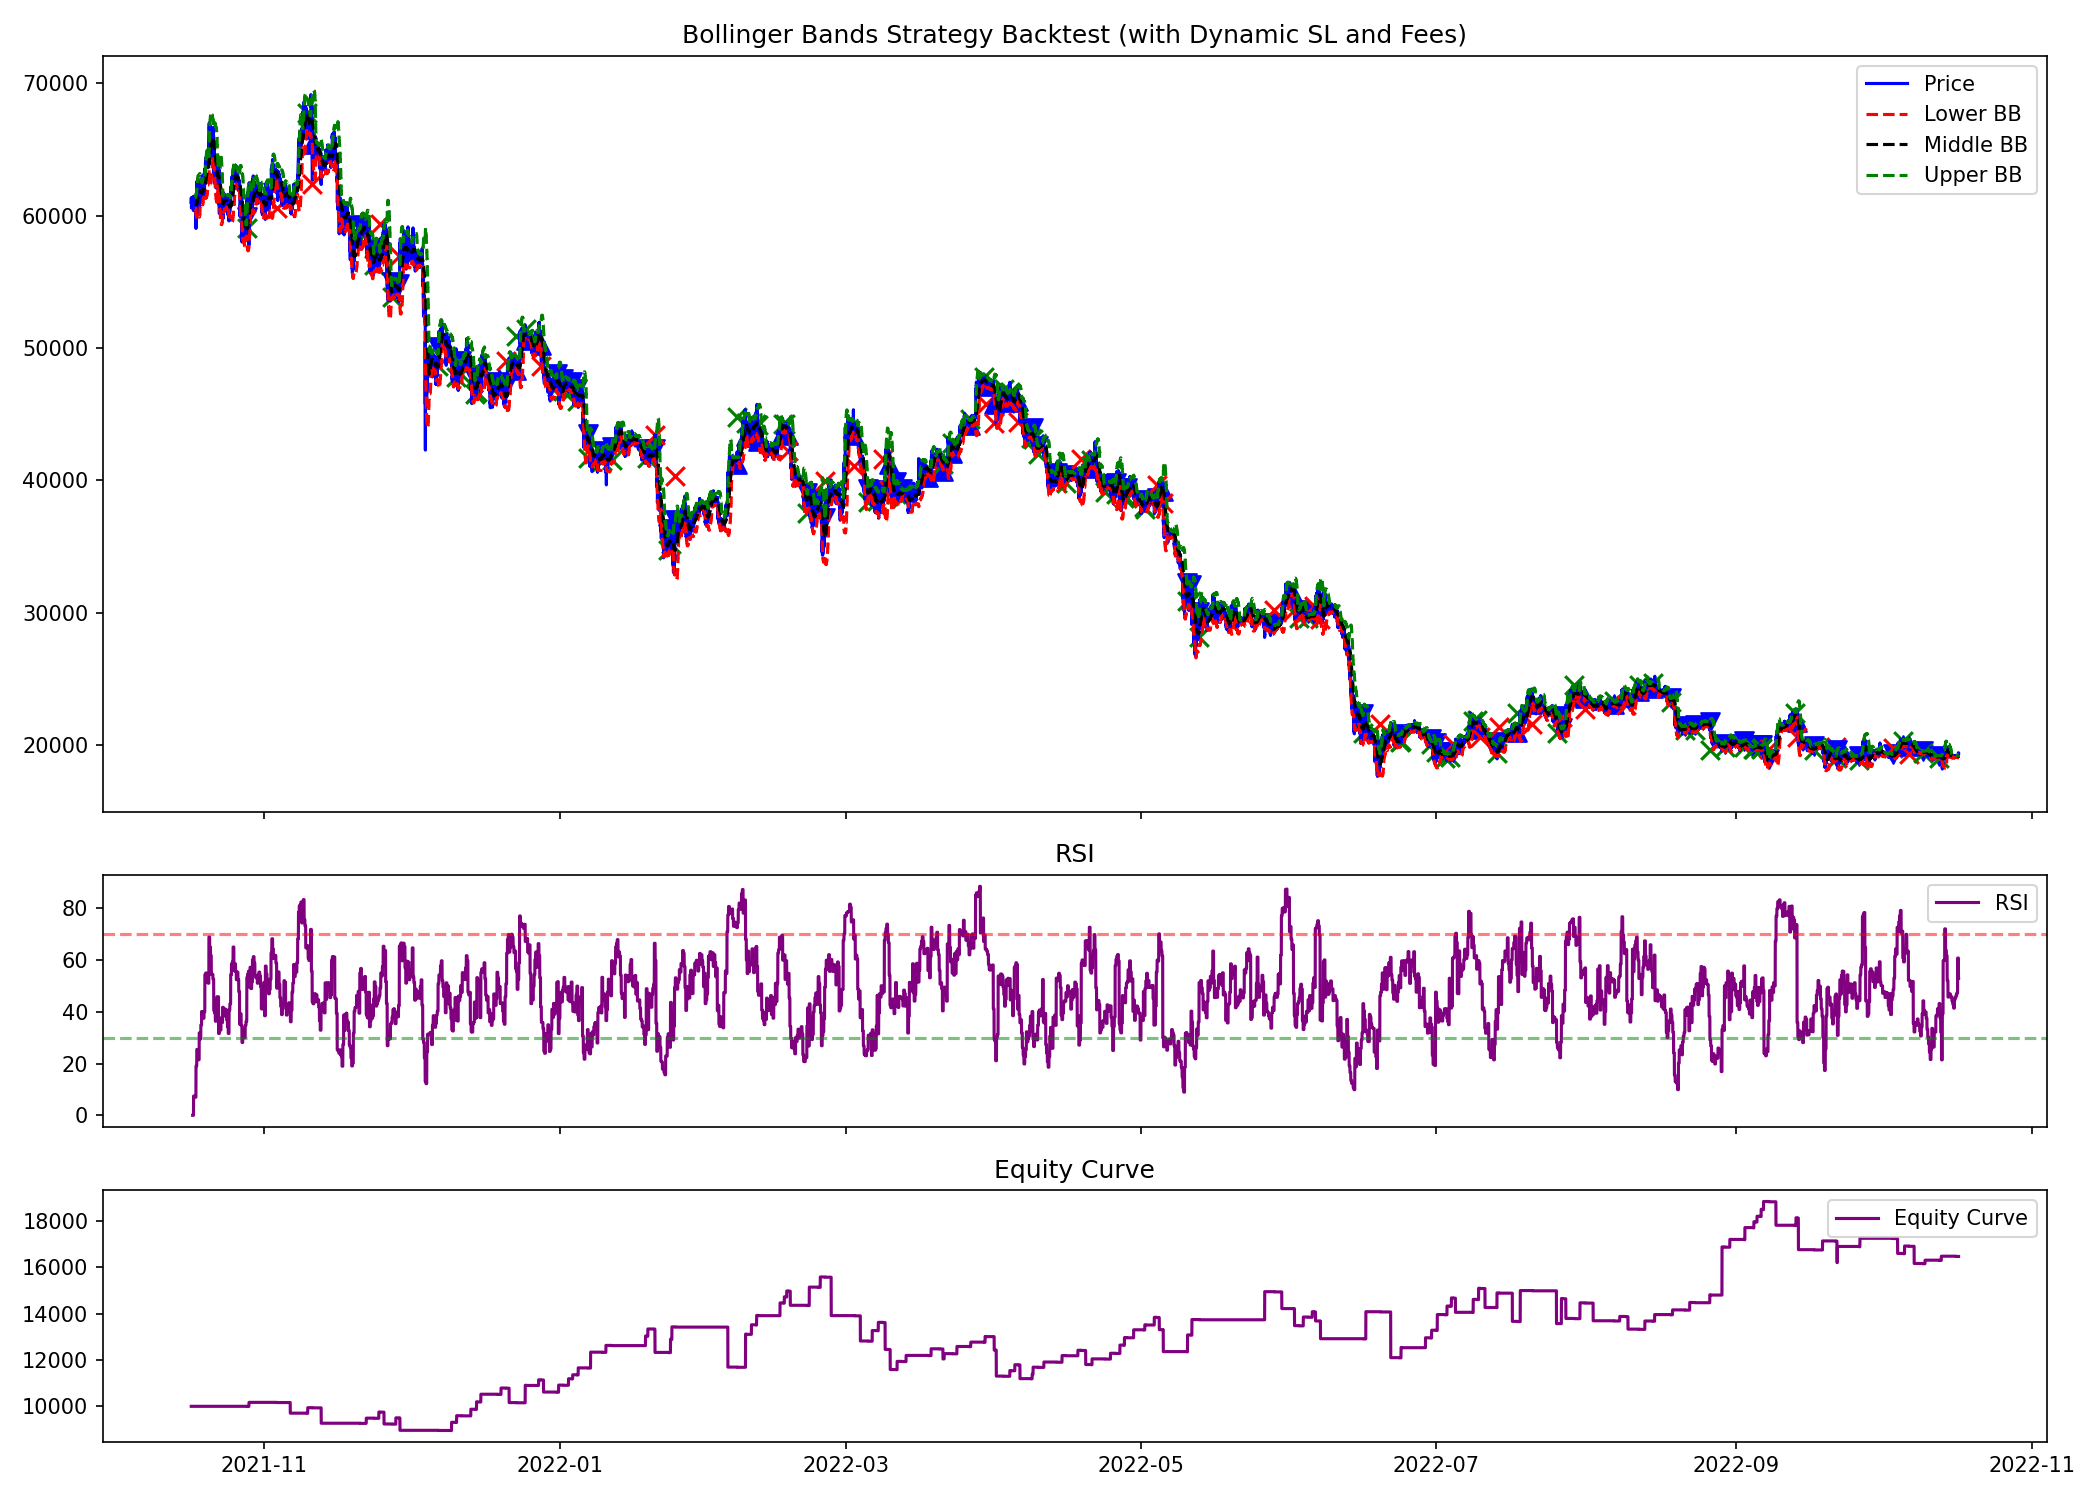 Bollinger Bands Strategy Backtest (with Dynamic SL and Fees)
70000
60000
50000
40000
30000
20000
Price
Lower BB
Middle BB
Upper BB
RSI
80
60
40
20
0
RSI
Equity Curve
18000
16000
14000
12000
10000
Equity Curve
2021-11
2022-01
2022-03
2022-05
2022-07
2022-09
2022-11